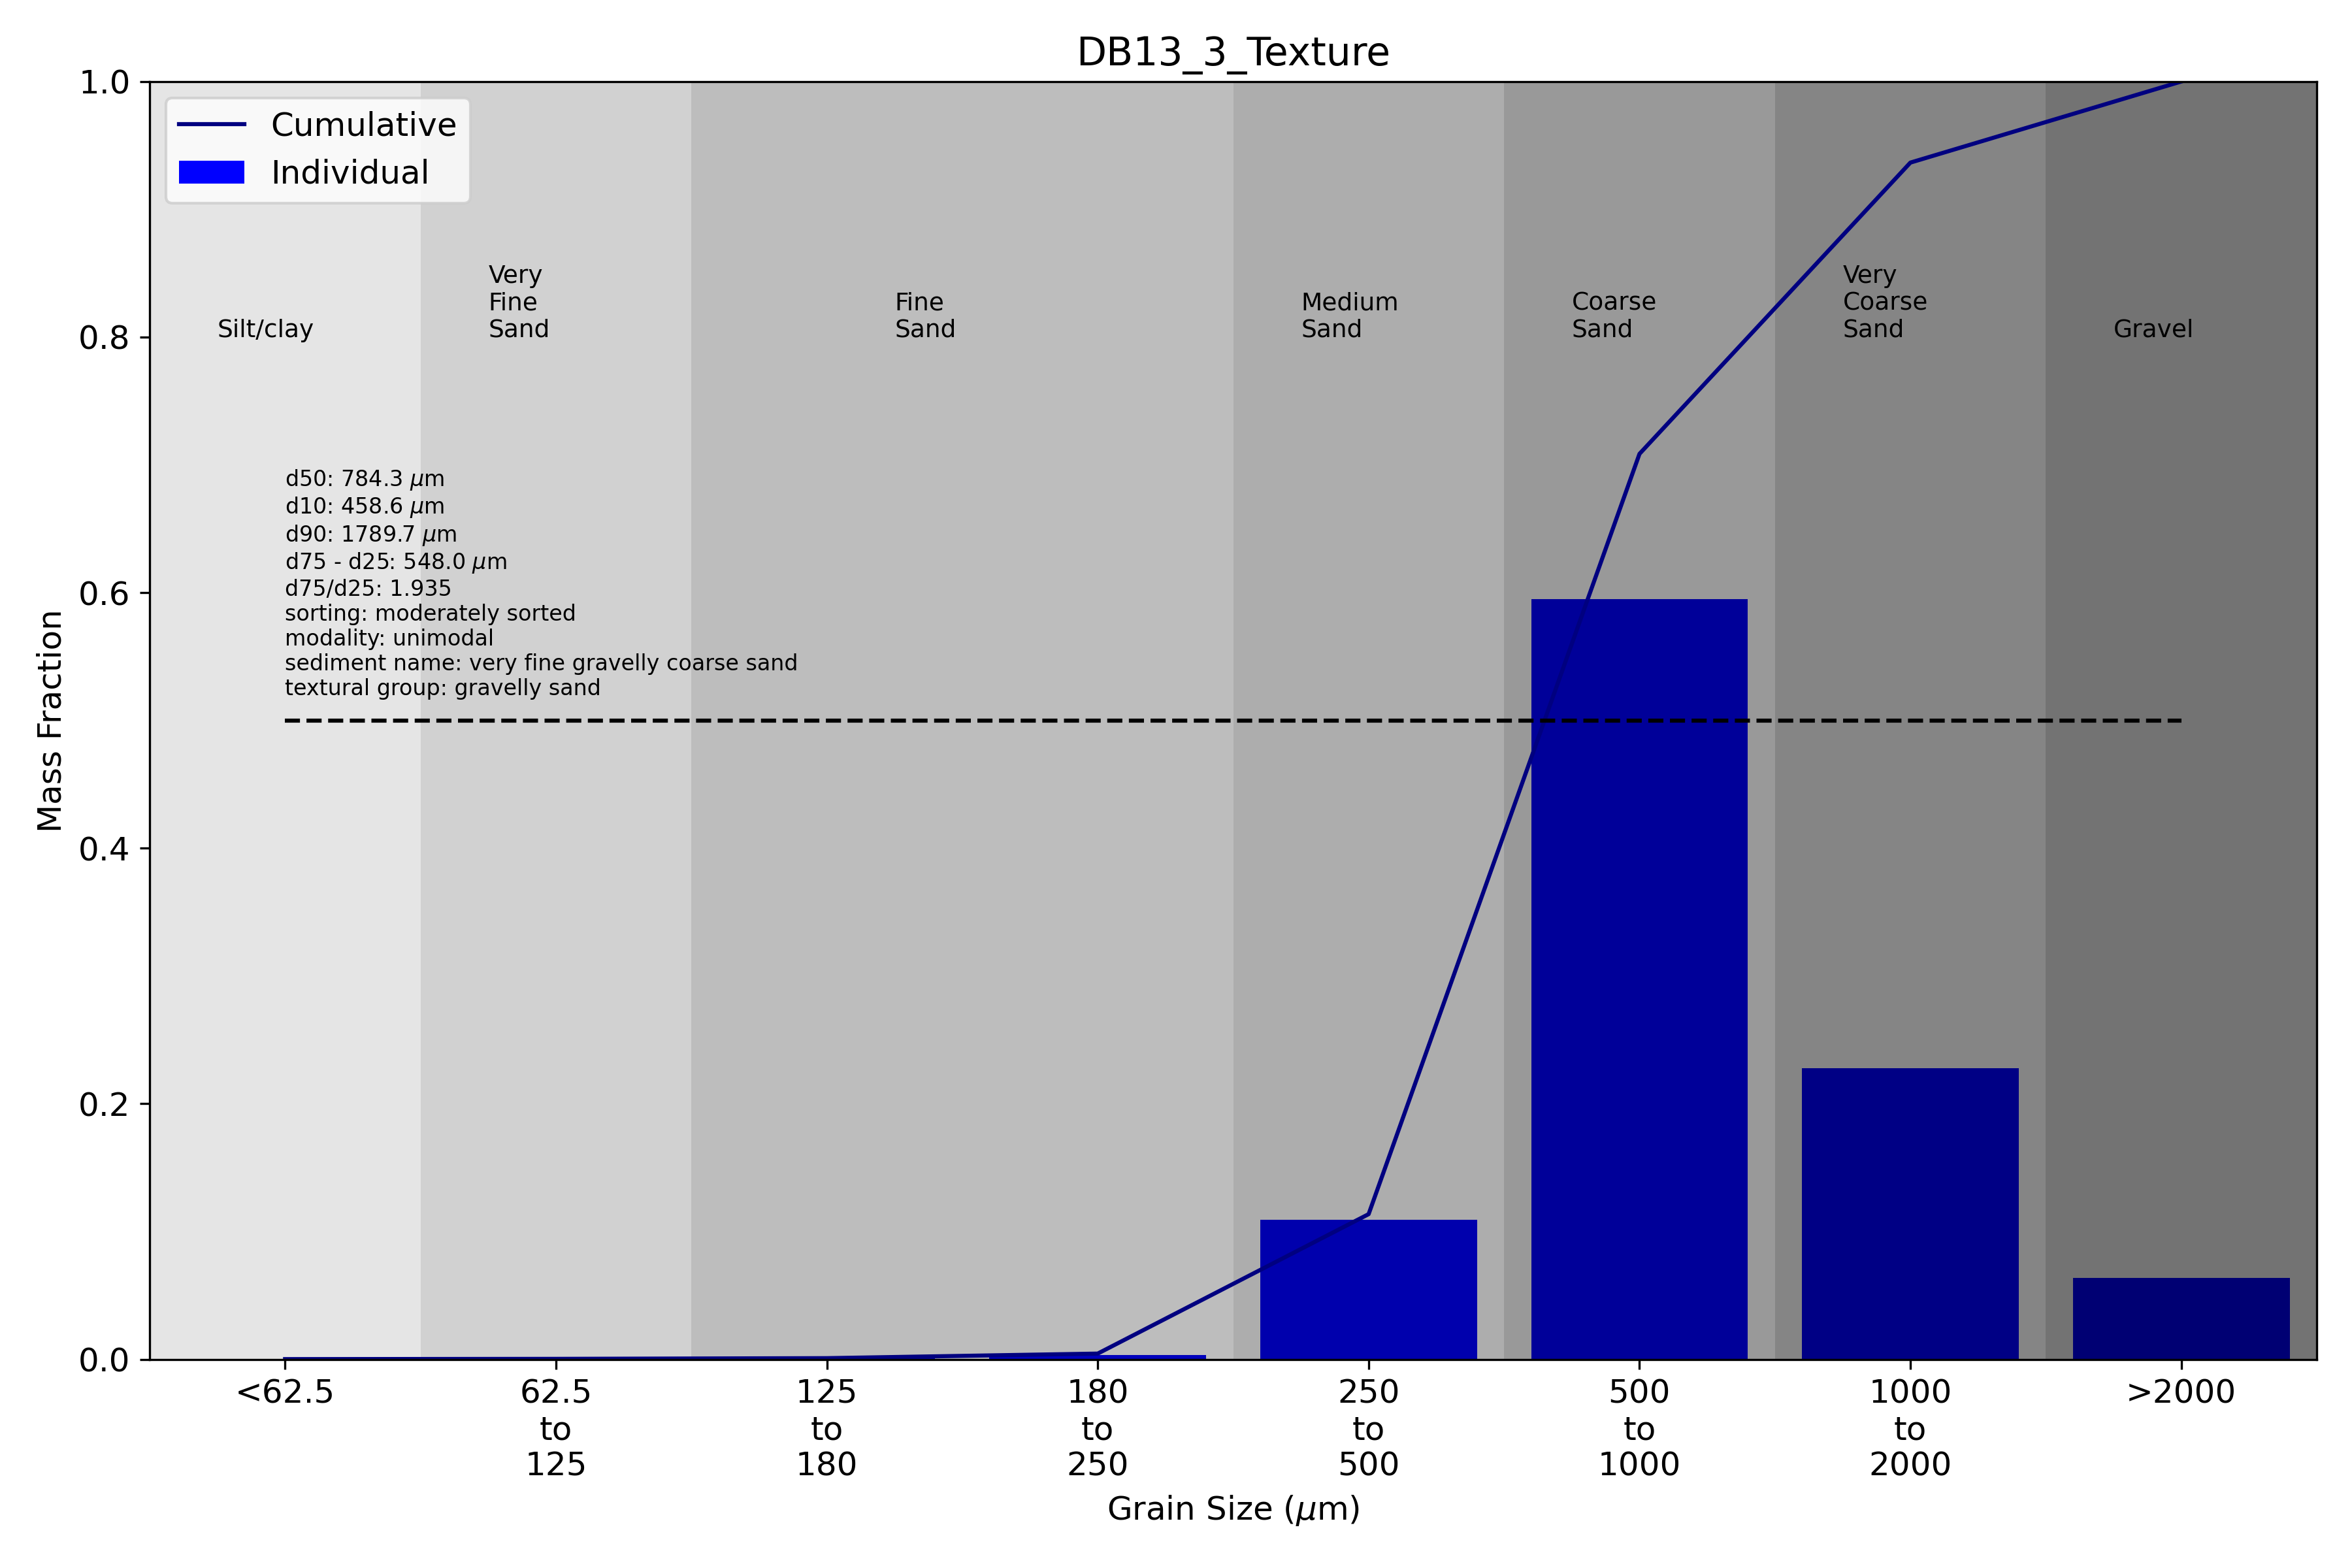 DB13_3_Texture
1.0
0.8
0.6
0.4
0.2
0.0
Mass Fraction
Cumulative
Individual
Silt/clay
Very
Fine
Sand
Fine
Sand
Medium
Sand
Coarse
Sand
Very
Coarse
Sand
Gravel
d50: 784.3 μm
d10: 458.6 μm
d90: 1789.7 μm
d75 - d25: 548.0 μm
d75/d25: 1.935
sorting: moderately sorted
modality: unimodal
sediment name: very fine gravelly coarse sand
textural group: gravelly sand
<62.5
62.5
to
125
125
to
180
180
to
250
250
to
500
500
to
1000
1000
to
2000
>2000
Grain Size (μm)